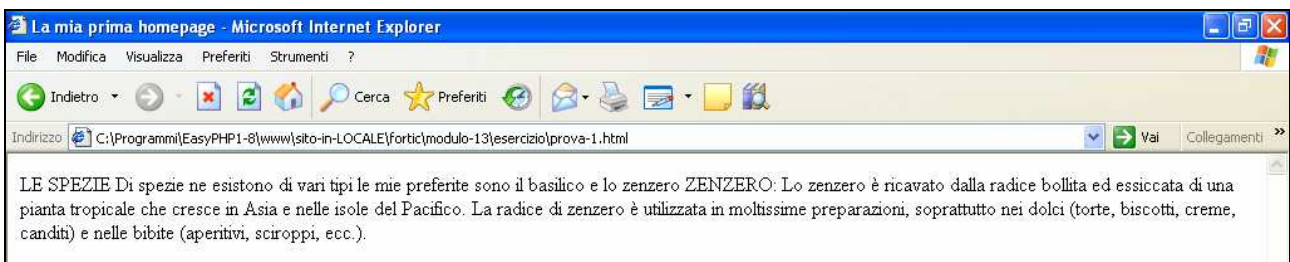 La mia prima homepage - Microsoft Internet Explorer
File Modifica Visualizza Preferiti Strumenti ?
Indietro Cerca Preferiti
Indirizzo C:\Programmi\EasyPHP1-8\www\sito-in-LOCALE\fortic\modulo-13\esercizio\prova-1.html Vai Collegamenti »
LE SPEZIE Di spezie ne esistono di vari tipi le mie preferite sono il basilico e lo zenzero ZENZERO: Lo zenzero è ricavato dalla radice bollita ed essiccata di una
pianta tropicale che cresce in Asia e nelle isole del Pacifico. La radice di zenzero è utilizzata in moltissime preparazioni, soprattutto nei dolci (torte, biscotti, creme,
canditi) e nelle bibite (aperitivi, sciroppi, ecc.).